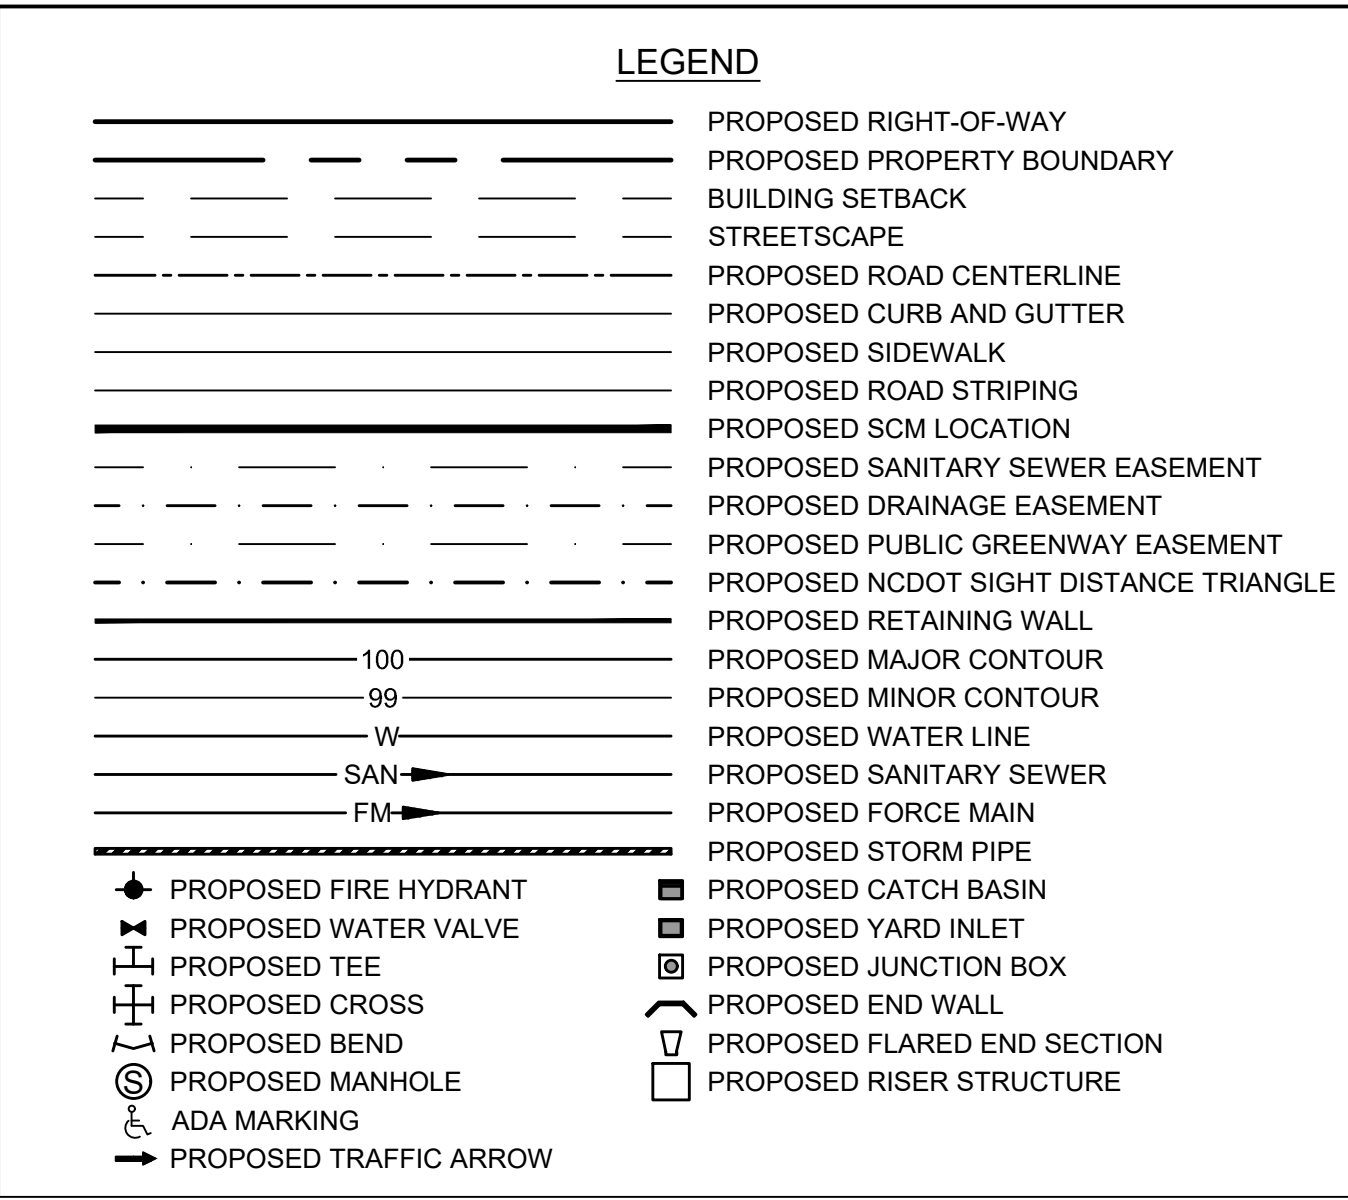 LEGEND
PROPOSED RIGHT-OF-WAY
PROPOSED PROPERTY BOUNDARY
BUILDING SETBACK
STREETSCAPE
PROPOSED ROAD CENTERLINE
PROPOSED CURB AND GUTTER
PROPOSED SIDEWALK
PROPOSED ROAD STRIPING
PROPOSED SCM LOCATION
PROPOSED SANITARY SEWER EASEMENT
PROPOSED DRAINAGE EASEMENT
PROPOSED PUBLIC GREENWAY EASEMENT
PROPOSED NCDOT SIGHT DISTANCE TRIANGLE
PROPOSED RETAINING WALL
100 PROPOSED MAJOR CONTOUR
99 PROPOSED MINOR CONTOUR
W PROPOSED WATER LINE
SAN PROPOSED SANITARY SEWER
FM PROPOSED FORCE MAIN
PROPOSED STORM PIPE
PROPOSED FIRE HYDRANT PROPOSED CATCH BASIN
PROPOSED WATER VALVE PROPOSED YARD INLET
PROPOSED TEE PROPOSED JUNCTION BOX
PROPOSED CROSS PROPOSED END WALL
PROPOSED BEND PROPOSED FLARED END SECTION
S PROPOSED MANHOLE PROPOSED RISER STRUCTURE
ADA MARKING
PROPOSED TRAFFIC ARROW